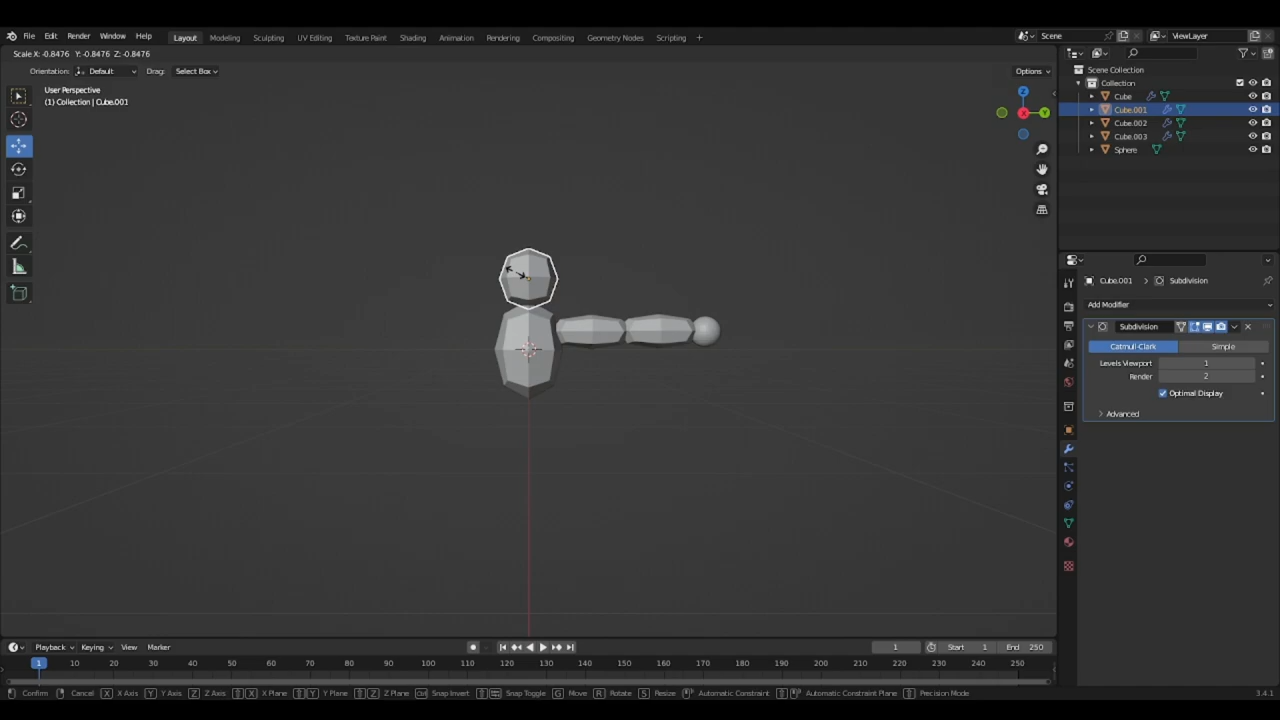 File Edit Render Window Help Layout Modeling Sculpting UV Editing Texture Paint Shading Animation Rendering Compositing Geometry Nodes Scripting + Scene ViewLayer
Scale X: -0.8476 Y: -0.8476 Z: -0.8476
Orientation: Default Drag: Select Box Options
User Perspective
(1) Collection | Cube.001
Z
Y
X
Scene Collection
Collection
Cube
Cube.001
Cube.002
Cube.003
Sphere
Cube.001 > Subdivision
Add Modifier
Subdivision
Catmull-Clark Simple
Levels Viewport 1
Render 2
Optimal Display
Advanced
Playback Keying View Marker 1 Start 1 End 250
1 10 20 30 40 50 60 70 80 90 100 110 120 130 140 150 160 170 180 190 200 210 220 230 240 250
Confirm Cancel X X Axis Y Y Axis Z Z Axis X X Plane Y Y Plane Z Z Plane Ctrl Snap Invert Snap Toggle G Move R Rotate S Resize Automatic Constraint Automatic Constraint Plane Precision Mode 3.4.1